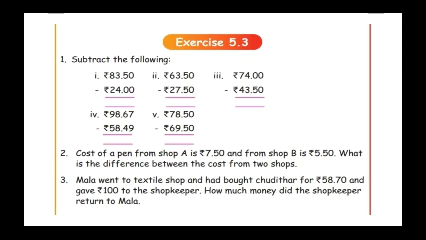 Exercise 5.3
1. Subtract the following:
i. ₹83.50 ii. ₹63.50 iii. ₹74.00
- ₹24.00 - ₹27.50 - ₹43.50
iv. ₹98.67 v. ₹78.50
- ₹58.49 - ₹69.50
2. Cost of a pen from shop A is ₹7.50 and from shop B is ₹5.50. What
is the difference between the cost from two shops.
3. Mala went to textile shop and had bought chudithar for ₹58.70 and
gave ₹100 to the shopkeeper. How much money did the shopkeeper
return to Mala.